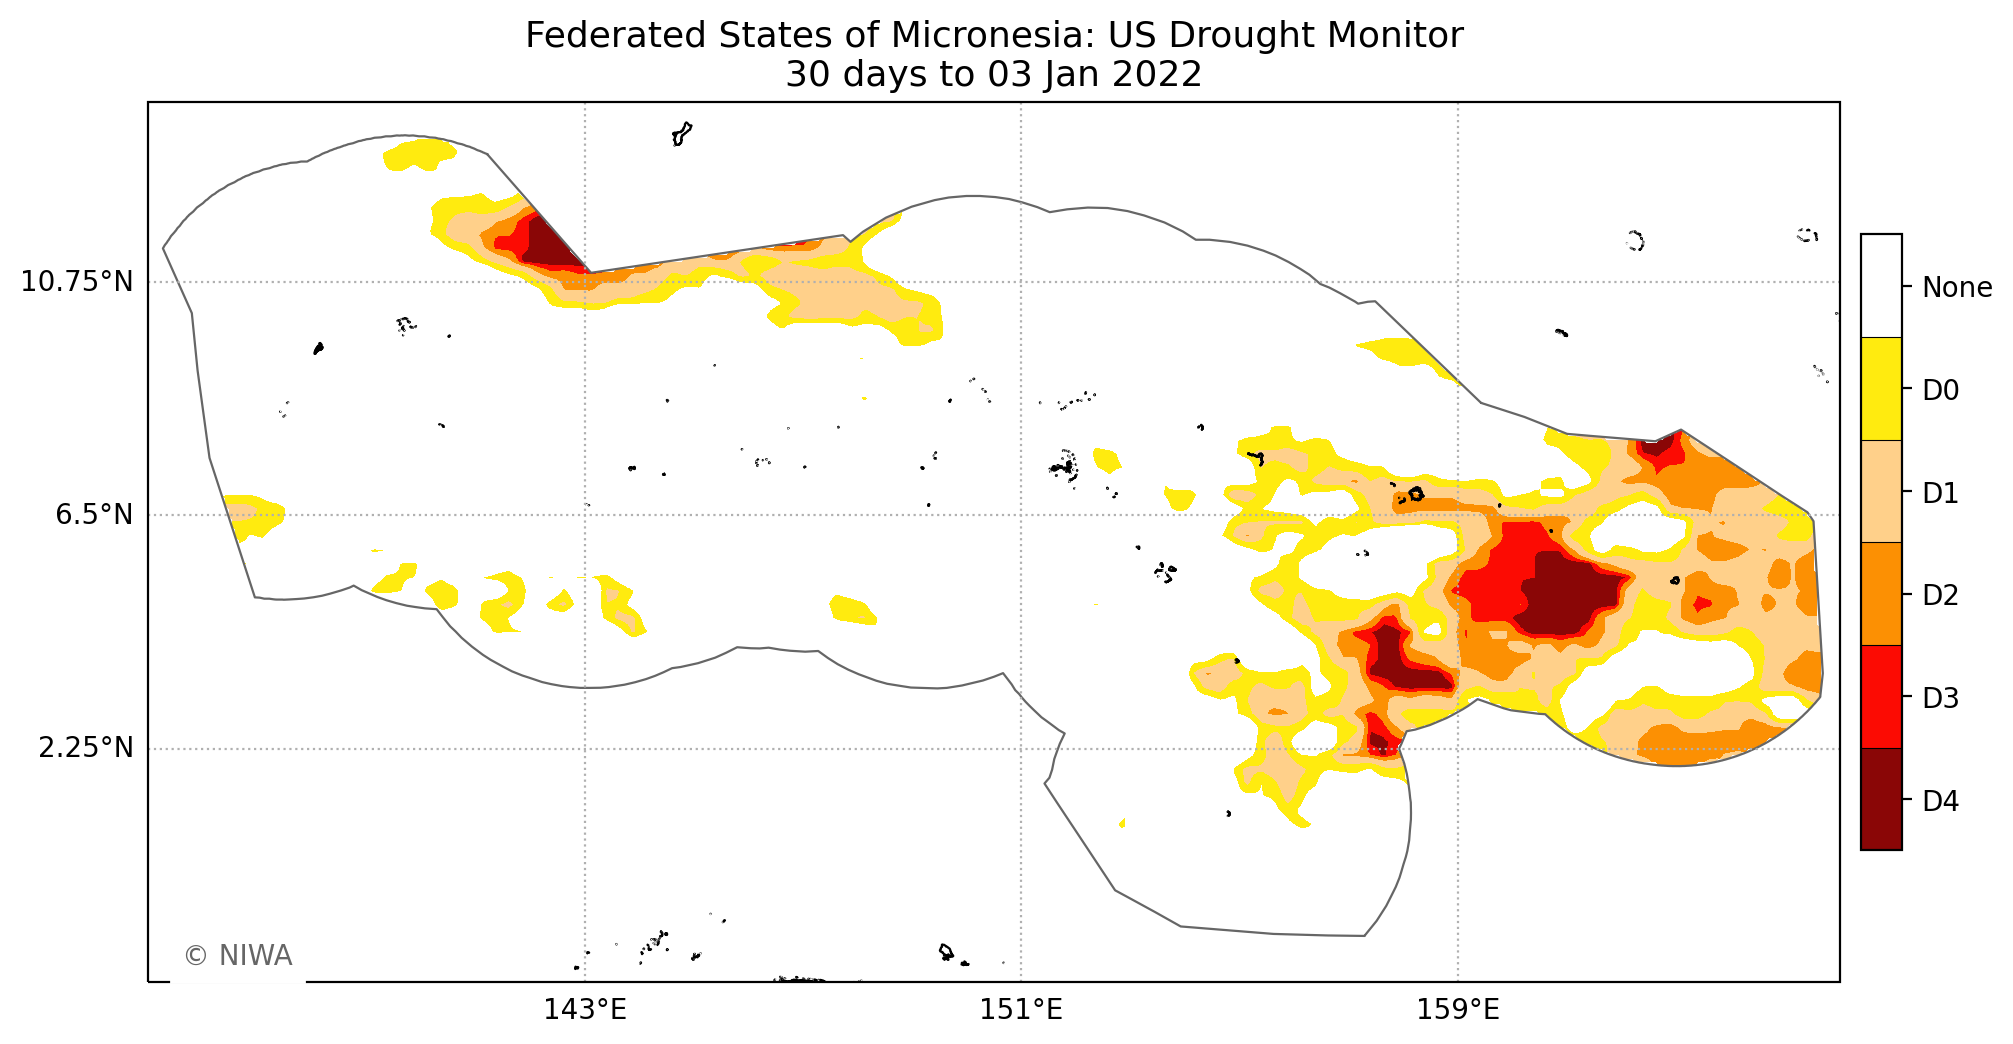 Federated States of Micronesia: US Drought Monitor
30 days to 03 Jan 2022
10.75°N
6.5°N
2.25°N
143°E
151°E
159°E
None
D0
D1
D2
D3
D4
© NIWA